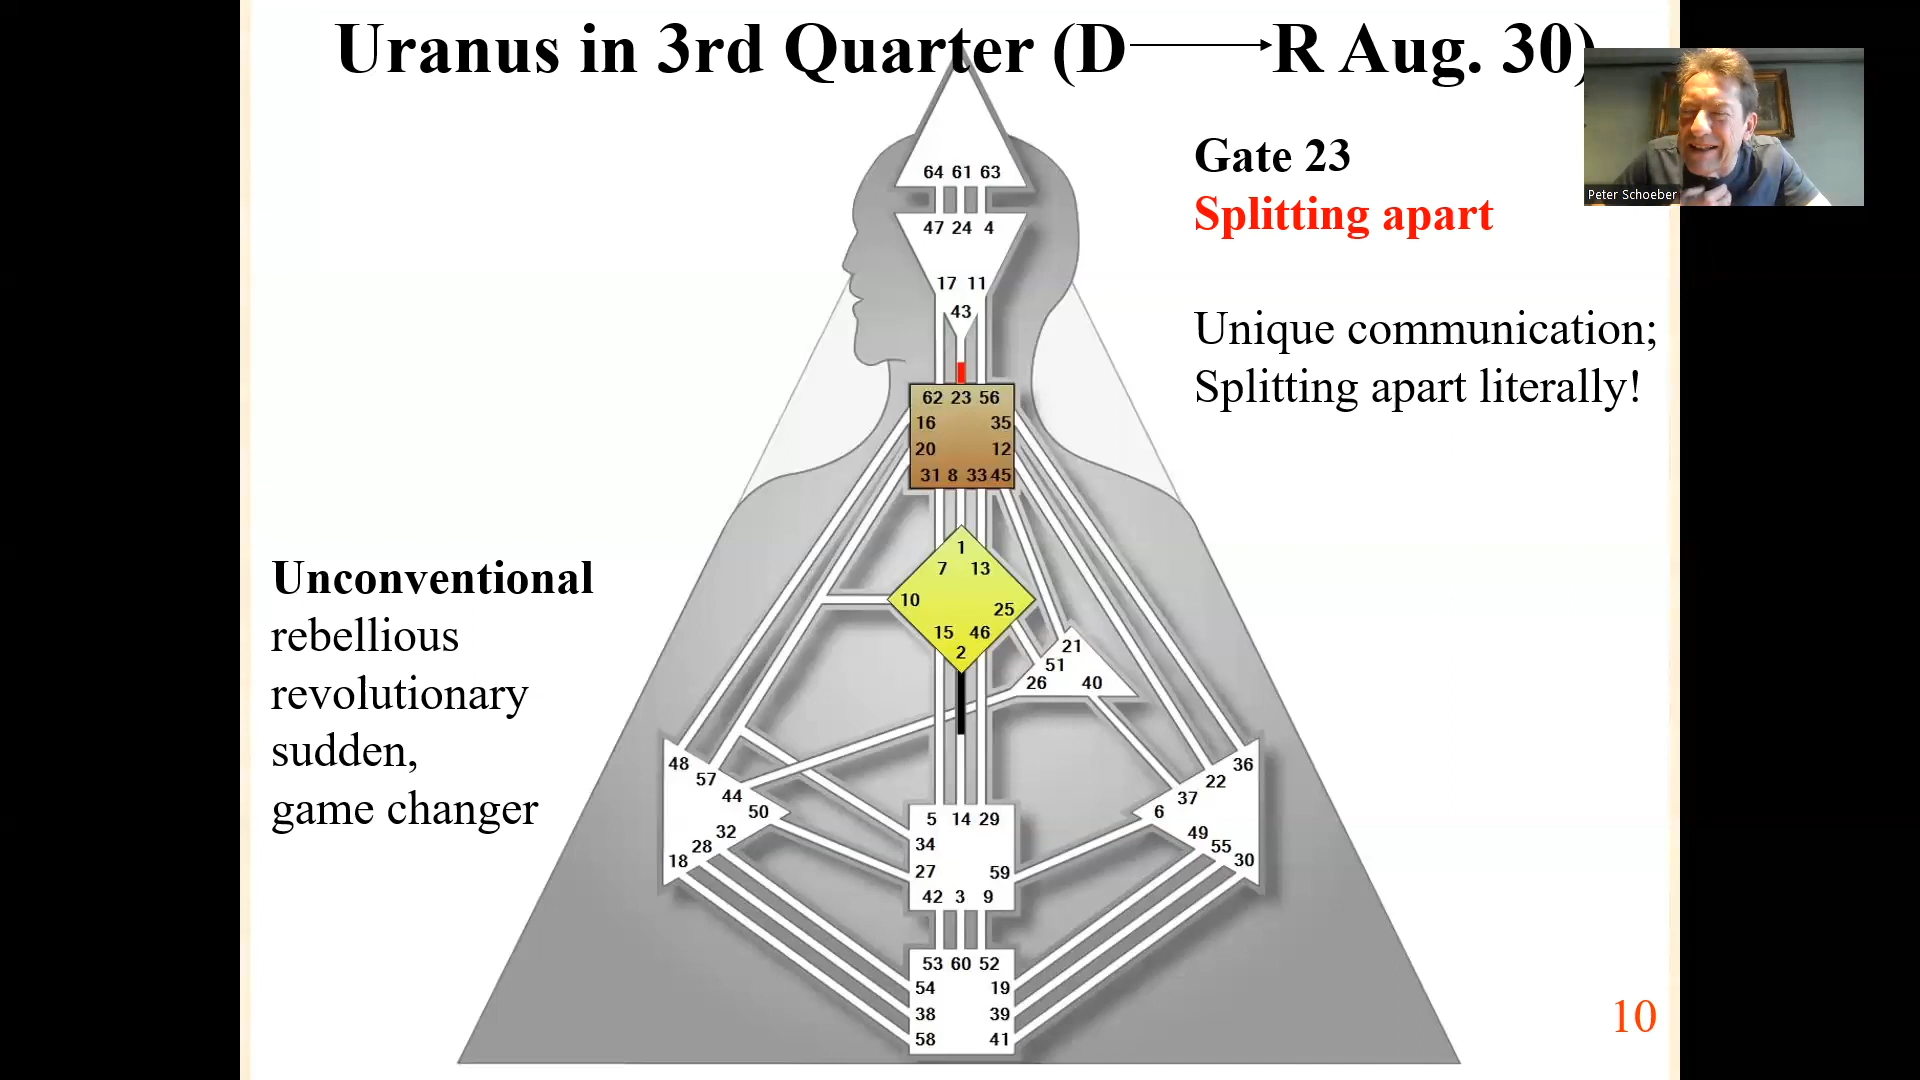 Uranus in 3rd Quarter (D R Aug. 30)
Peter Schoeber
Gate 23
Splitting apart
Unique communication;
Splitting apart literally!
Unconventional
rebellious
revolutionary
sudden,
game changer
64 61 63
47 24 4
17 11
43
62 23 56
16 35
20 12
31 8 33 45
1
7 13
10
25
15 46
2
21
51
26 40
48
57
44
50
32
28
18
36
22
37
6
49
55
30
5 14 29
34
27 59
42 3 9
53 60 52
54 19
38 39
58 41
10